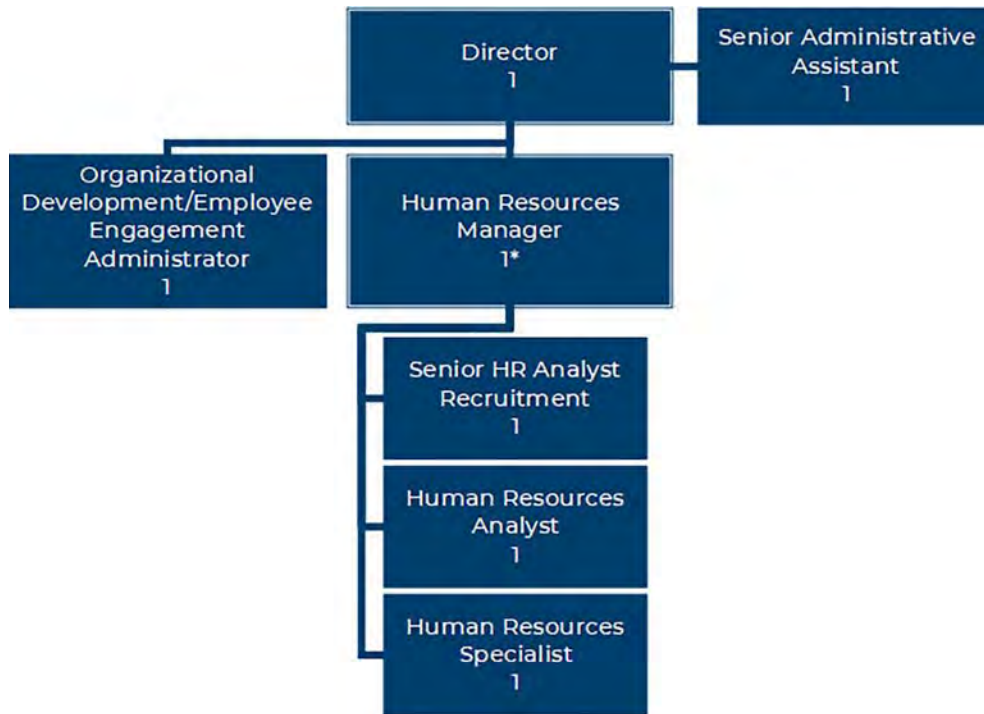 Director
1
Senior Administrative
Assistant
1
Organizational
Development/Employee
Engagement
Administrator
1
Human Resources
Manager
1*
Senior HR Analyst
Recruitment
1
Human Resources
Analyst
1
Human Resources
Specialist
1